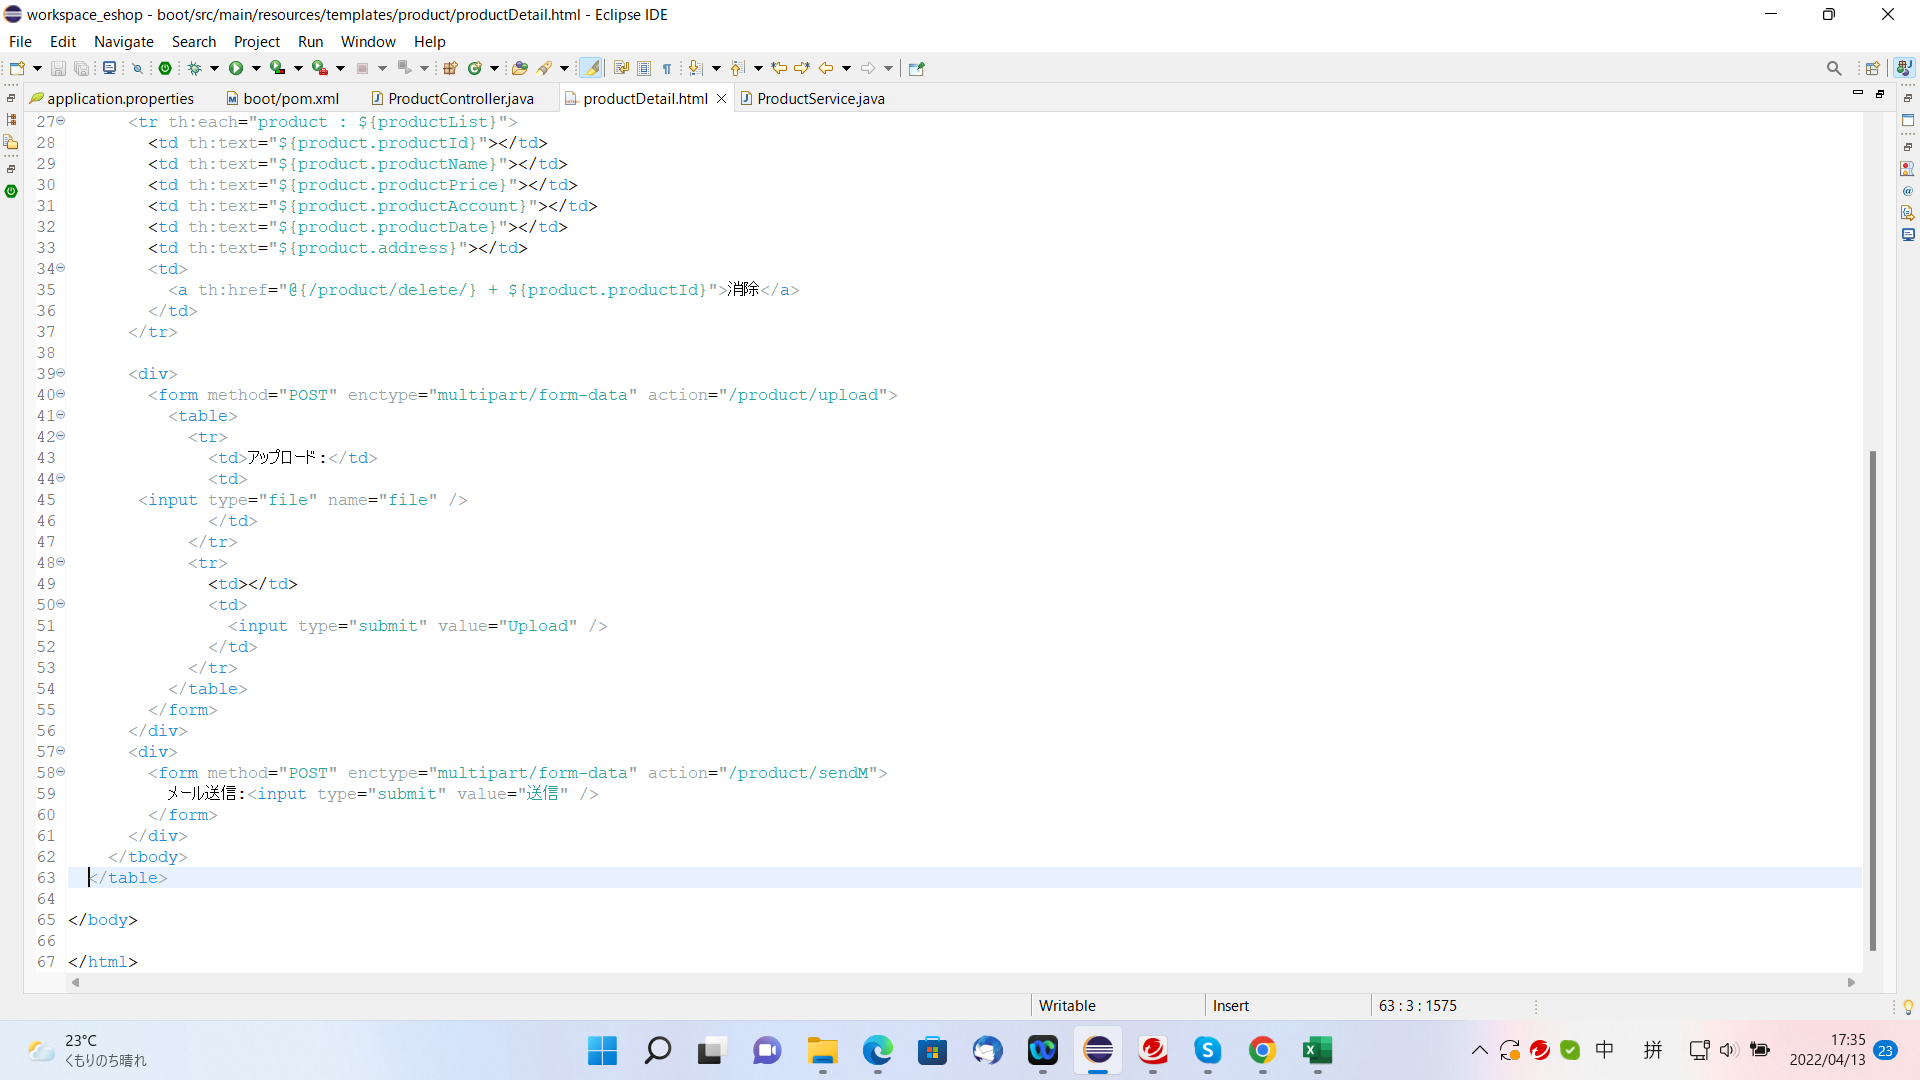 workspace_eshop - boot/src/main/resources/templates/product/productDetail.html - Eclipse IDE
File Edit Navigate Search Project Run Window Help
application.properties boot/pom.xml ProductController.java productDetail.html ProductService.java
27 <tr th:each="product : ${productList}">
28 <td th:text="${product.productId}"></td>
29 <td th:text="${product.productName}"></td>
30 <td th:text="${product.productPrice}"></td>
31 <td th:text="${product.productAccount}"></td>
32 <td th:text="${product.productDate}"></td>
33 <td th:text="${product.address}"></td>
34 <td>
35 <a th:href="@{/product/delete/} + ${product.productId}">消除</a>
36 </td>
37 </tr>
38
39 <div>
40 <form method="POST" enctype="multipart/form-data" action="/product/upload">
41 <table>
42 <tr>
43 <td>アップロード:</td>
44 <td>
45 <input type="file" name="file" />
46 </td>
47 </tr>
48 <tr>
49 <td></td>
50 <td>
51 <input type="submit" value="Upload" />
52 </td>
53 </tr>
54 </table>
55 </form>
56 </div>
57 <div>
58 <form method="POST" enctype="multipart/form-data" action="/product/sendM">
59 メール送信:<input type="submit" value="送信" />
60 </form>
61 </div>
62 </tbody>
63 </table>
64
65 </body>
66
67 </html>
Writable Insert 63 : 3 : 1575
23°C
くもりのち晴れ
中 拼
17:35
2022/04/13
23